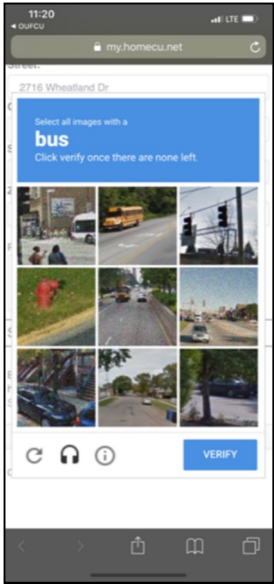 11:20
◄ OUFCU
LTE
my.homecu.net
Street:
2716 Wheatland Dr
Select all images with a
bus
Click verify once there are none left.
VERIFY